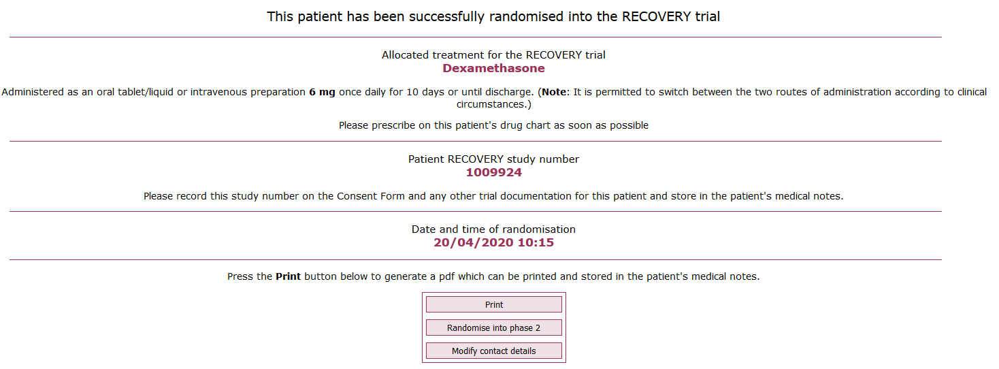 This patient has been successfully randomised into the RECOVERY trial
Allocated treatment for the RECOVERY trial
Dexamethasone
Administered as an oral tablet/liquid or intravenous preparation 6 mg once daily for 10 days or until discharge. (Note: It is permitted to switch between the two routes of administration according to clinical
circumstances.)
Please prescribe on this patient's drug chart as soon as possible
Patient RECOVERY study number
1009924
Please record this study number on the Consent Form and any other trial documentation for this patient and store in the patient's medical notes.
Date and time of randomisation
20/04/2020 10:15
Press the Print button below to generate a pdf which can be printed and stored in the patient's medical notes.
Print
Randomise into phase 2
Modify contact details